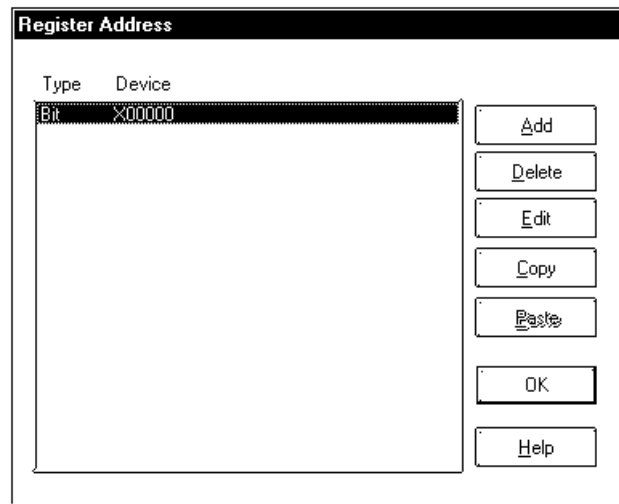 Register Address
Type Device
Bit X00000
Add
Delete
Edit
Copy
Paste
OK
Help